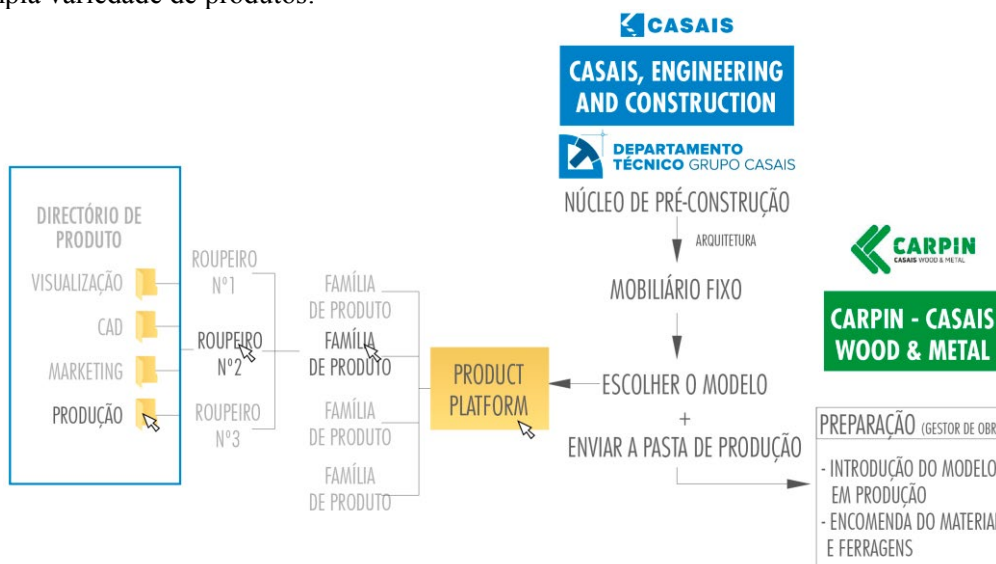 variedade de produtos.
CASAIS
CASAIS, ENGINEERING
AND CONSTRUCTION
DEPARTAMENTO
TÉCNICO GRUPO CASAIS
NÚCLEO DE PRÉ-CONSTRUÇÃO
ARQUITETURA
MOBILIÁRIO FIXO
ESCOLHER O MODELO
+
ENVIAR A PASTA DE PRODUÇÃO
PRODUCT
PLATFORM
FAMÍLIA
DE PRODUTO
FAMÍLIA
DE PRODUTO
FAMÍLIA
DE PRODUTO
FAMÍLIA
DE PRODUTO
ROUPEIRO
Nº1
ROUPEIRO
Nº2
ROUPEIRO
Nº3
DIRECTÓRIO DE
PRODUTO
VISUALIZAÇÃO
CAD
MARKETING
PRODUÇÃO
CARPIN
CASAIS WOOD & METAL
CARPIN - CASAIS
WOOD & METAL
PREPARAÇÃO (GESTOR DE
- INTRODUÇÃO DO MODELO
EM PRODUÇÃO
- ENCOMENDA DO
E FERRAGENS